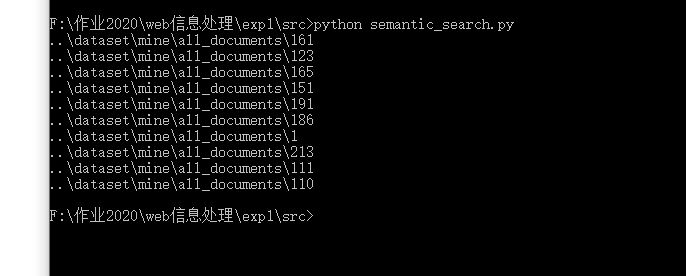 F:\作业2020\web信息处理\exp1\src>python semantic_search.py
..\dataset\mine\all_documents\161
..\dataset\mine\all_documents\123
..\dataset\mine\all_documents\165
..\dataset\mine\all_documents\151
..\dataset\mine\all_documents\191
..\dataset\mine\all_documents\186
..\dataset\mine\all_documents\1
..\dataset\mine\all_documents\213
..\dataset\mine\all_documents\111
..\dataset\mine\all_documents\110
F:\作业2020\web信息处理\exp1\src>